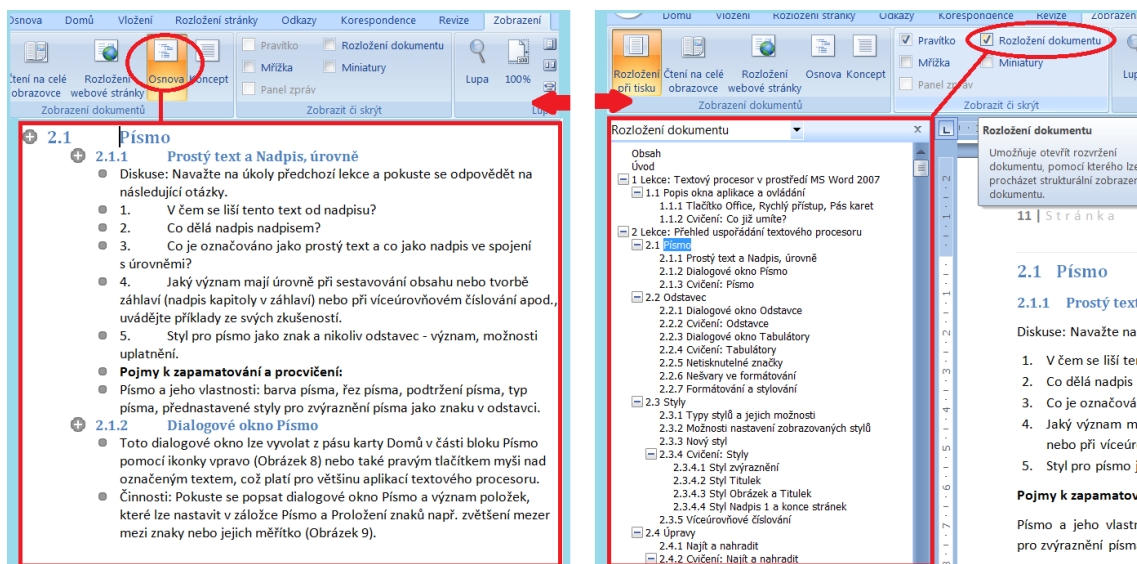 Osnova Domů Vložení Rozložení stránky Odkazy Korespondence Revize Zobrazení
Čtení na celé obrazovce
Rozložení webové stránky
Osnova
Koncept
Zobrazení dokumentů
Pravítko
Mřížka
Panel zpráv
Rozložení dokumentu
Miniatury
Zobrazit či skrýt
Lupa
100%
2.1 Písmo
2.1.1 Prostý text a Nadpis, úrovně
Diskuse: Navažte na úkoly předchozí lekce a pokuste se odpovědět na
následující otázky.
1. V čem se liší tento text od nadpisu?
2. Co dělá nadpis nadpisem?
3. Co je označováno jako prostý text a co jako nadpis ve spojení
s úrovněmi?
4. Jaký význam mají úrovně při sestavování obsahu nebo tvorbě
záhlaví (nadpis kapitoly v záhlaví) nebo při víceúrovňovém číslování apod.,
uvádějte příklady ze svých zkušeností.
5. Styl pro písmo jako znak a nikoliv odstavec - význam, možnosti
uplatnění.
Pojmy k zapamatování a procvičení:
Písmo a jeho vlastnosti: barva písma, řez písma, podtržení písma, typ
písma, přednastavené styly pro zvýraznění písma jako znaku v odstavci.
2.1.2 Dialogové okno Písmo
Toto dialogové okno lze vyvolat z pásu karty Domů v části bloku Písmo
pomocí ikonky vpravo (Obrázek 8) nebo také pravým tlačítkem myši nad
označeným textem, což platí pro většinu aplikací textového procesoru.
Činnosti: Pokuste se popsat dialogové okno Písmo a význam položek,
které lze nastavit v záložce Písmo a Proložení znaků např. zvětšení mezer
mezi znaky nebo jejich měřítko (Obrázek 9).
Domů Vložení Rozložení stránky Odkazy Korespondence Revize Zobrazení
Rozložení při tisku
Čtení na celé obrazovce
Rozložení webové stránky
Osnova
Koncept
Zobrazení dokumentů
Pravítko
Mřížka
Panel zpráv
Rozložení dokumentu
Miniatury
Zobrazit či skrýt
Rozložení dokumentu
Obsah
Úvod
1 Lekce: Textový procesor v prostředí MS Word 2007
1.1 Popis okna aplikace a ovládání
1.1.1 Tlačítko Office, Rychlý přístup, Pás karet
1.1.2 Cvičení: Co již umíte?
2 Lekce: Přehled uspořádání textového procesoru
2.1 Písmo
2.1.1 Prostý text a Nadpis, úrovně
2.1.2 Dialogové okno Písmo
2.1.3 Cvičení: Písmo
2.2 Odstavec
2.2.1 Dialogové okno Odstavce
2.2.2 Cvičení: Odstavce
2.2.3 Dialogové okno Tabulátory
2.2.4 Cvičení: Tabulátory
2.2.5 Netisknutelné značky
2.2.6 Nešvary ve formátování
2.2.7 Formátování a stylování
2.3 Styly
2.3.1 Typy stylů a jejich možnosti
2.3.2 Možnosti nastavení zobrazovaných stylů
2.3.3 Nový styl
2.3.4 Cvičení: Styly
2.3.4.1 Styl zvýraznění
2.3.4.2 Styl Titulek
2.3.4.3 Styl Obrázek a Titulek
2.3.4.4 Styl Nadpis 1 a konce stránek
2.3.5 Víceúrovňové číslování
2.4 Úpravy
2.4.1 Najít a nahradit
2.4.2 Cvičení: Najít a nahradit
Rozložení dokumentu
Umožňuje otevřít rozvržení
dokumentu, pomocí kterého lze
procházet strukturální zobrazení
dokumentu.
11 | Stránka
2.1 Písmo
2.1.1 Prostý text
Diskuse: Navažte na
1. V čem se liší
2. Co dělá nadpis
3. Co je
4. Jaký význam
nebo při
5. Styl pro písmo
Pojmy k
Písmo a jeho
pro zvýraznění